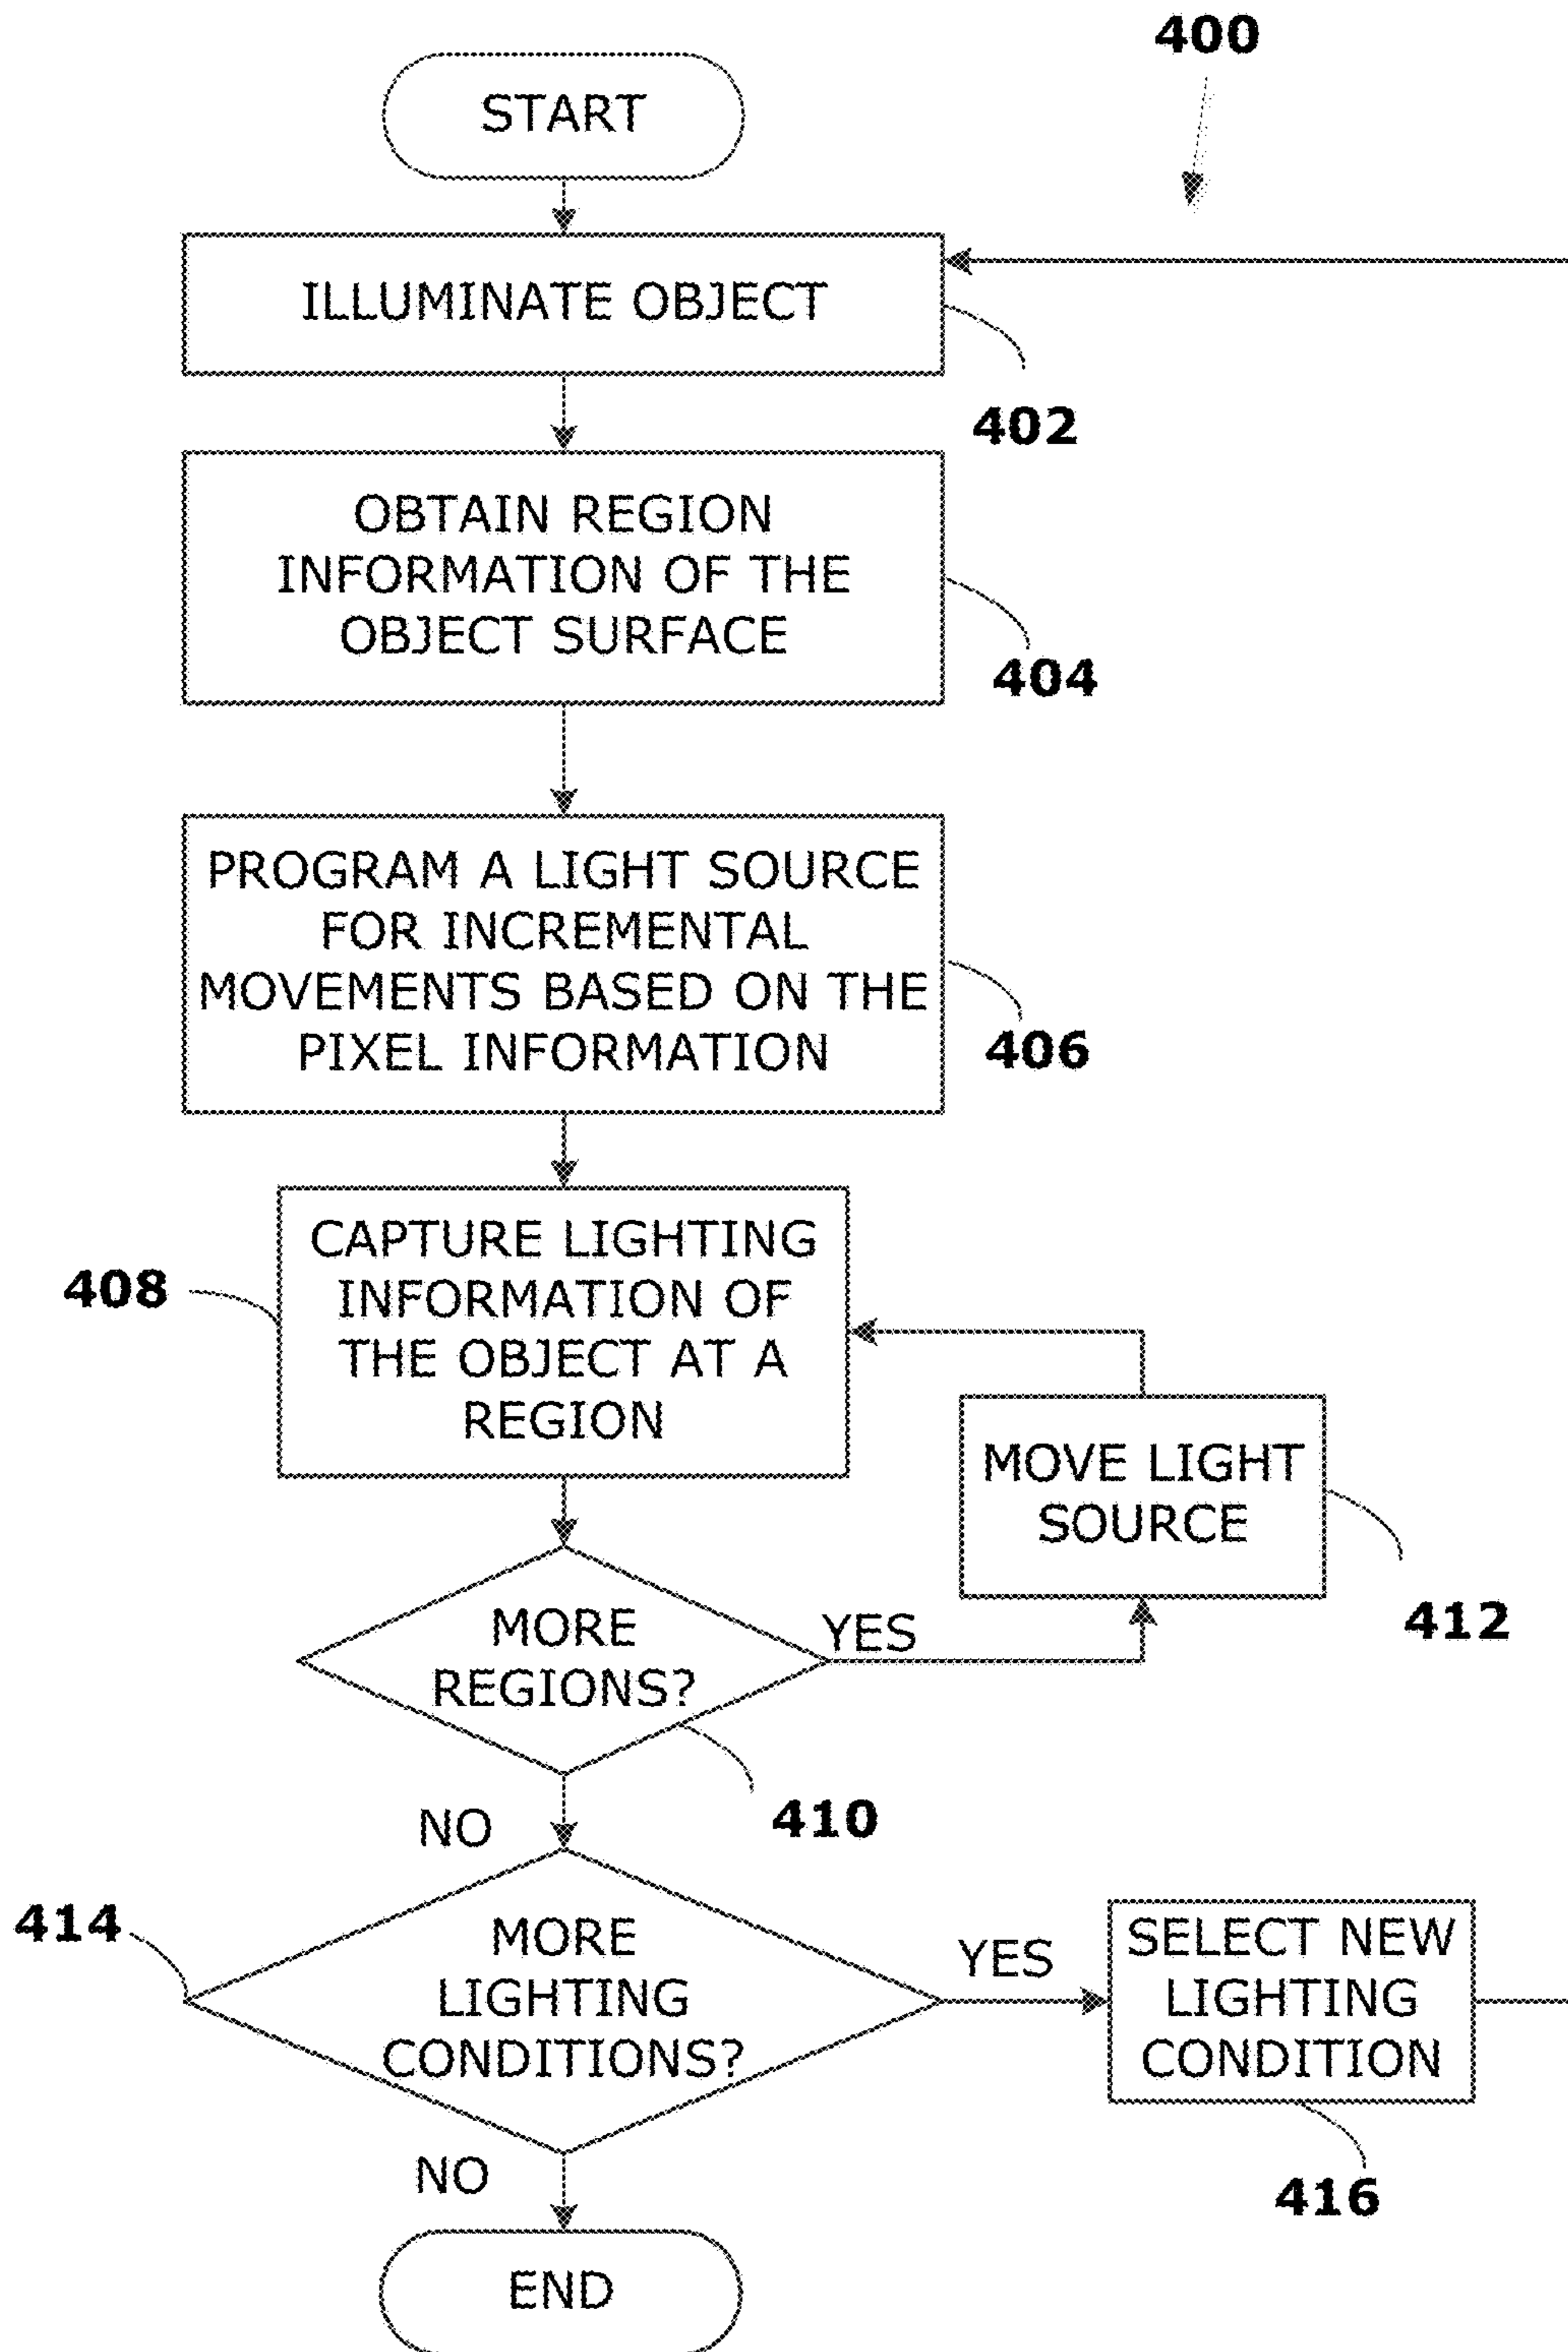 400
START
ILLUMINATE OBJECT
402
OBTAIN REGION
INFORMATION OF THE
OBJECT SURFACE
404
PROGRAM A LIGHT SOURCE
FOR INCREMENTAL
MOVEMENTS BASED ON THE
PIXEL INFORMATION
406
CAPTURE LIGHTING
INFORMATION OF
THE OBJECT AT A
REGION
408
MOVE LIGHT
SOURCE
412
MORE
REGIONS?
YES
410
NO
414
MORE
LIGHTING
CONDITIONS?
YES
SELECT NEW
LIGHTING
CONDITION
416
NO
END